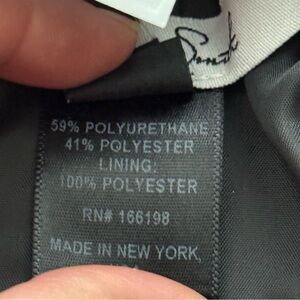 59% POLYURETHANE
41% POLYESTER
LINING:
100% POLYESTER
RN# 166198
MADE IN NEW YORK,